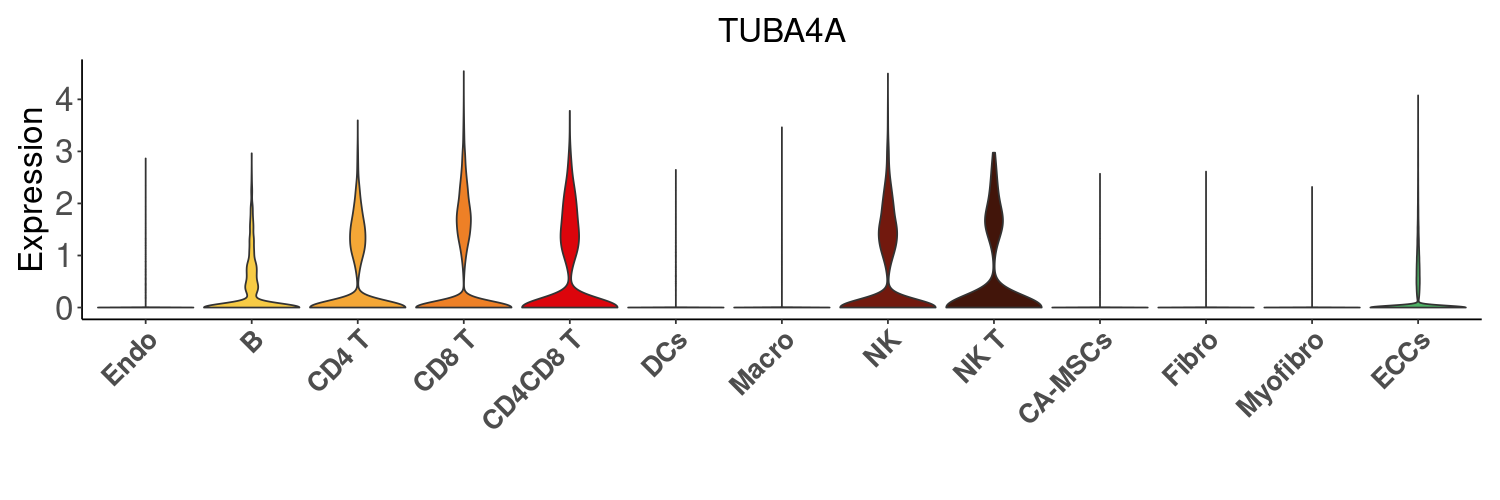 TUBA4A
Expression
4
3
2
1
0
Endo
B
CD4 T
CD8 T
CD4CD8 T
DCs
Macro
NK
NK T
CA-MSCs
Fibro
Myofibro
ECCs